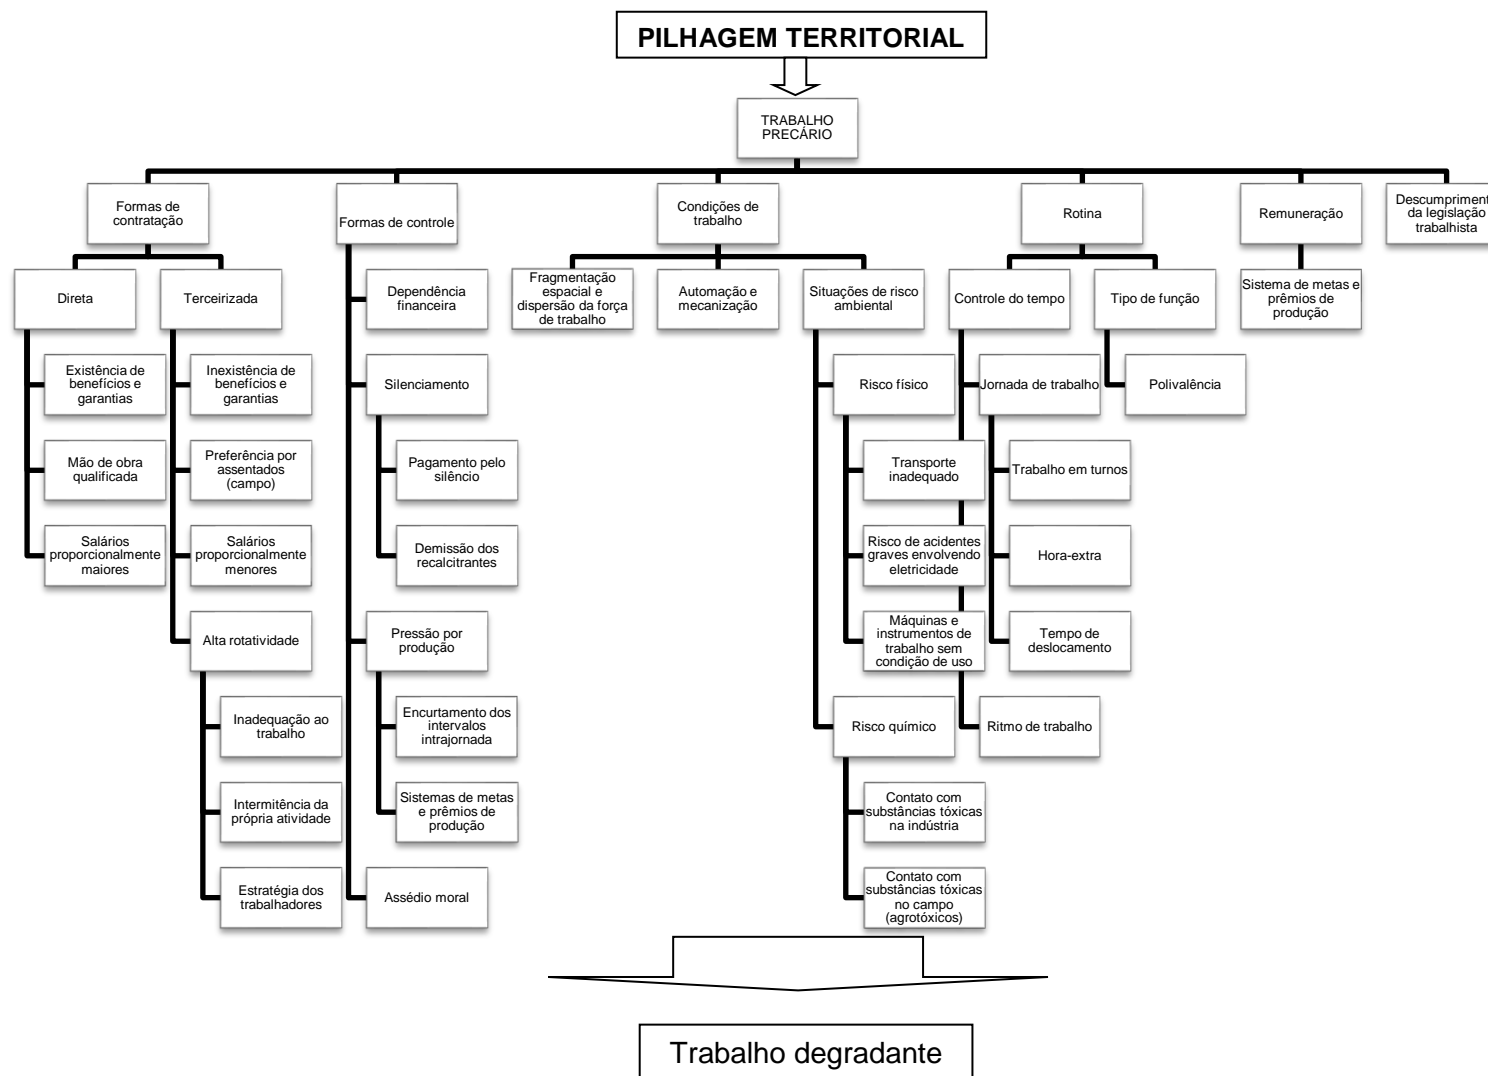 PILHAGEM TERRITORIAL
TRABALHO
PRECÁRIO
Formas de
contratação
Formas de controle
Condições de
trabalho
Rotina
Remuneração
Descumpriment
da legislação
trabalhista
Direta
Terceirizada
Dependência
financeira
Fragmentação
espacial e
dispersão da força
de trabalho
Automação e
mecanização
Situações de risco
ambiental
Controle do tempo
Tipo de função
Sistema de metas e
prêmios de
produção
Existência de
benefícios e
garantias
Inexistência de
benefícios e
garantias
Silenciamento
Risco físico
Jornada de trabalho
Polivalência
Mão de obra
qualificada
Preferência por
assentados
(campo)
Pagamento pelo
silêncio
Transporte
inadequado
Trabalho em turnos
Salários
proporcionalmente
maiores
Salários
proporcionalmente
menores
Demissão dos
recalcitrantes
Risco de acidentes
graves envolvendo
eletricidade
Hora-extra
Alta rotatividade
Pressão por
produção
Máquinas e
instrumentos de
trabalho sem
condição de uso
Tempo de
deslocamento
Inadequação ao
trabalho
Encurtamento dos
intervalos
intrajornada
Risco químico
Ritmo de trabalho
Intermitência da
própria atividade
Sistemas de metas
e prêmios de
produção
Contato com
substâncias tóxicas
na indústria
Estratégia dos
trabalhadores
Assédio moral
Contato com
substâncias tóxicas
no campo
(agrotóxicos)
Trabalho degradante